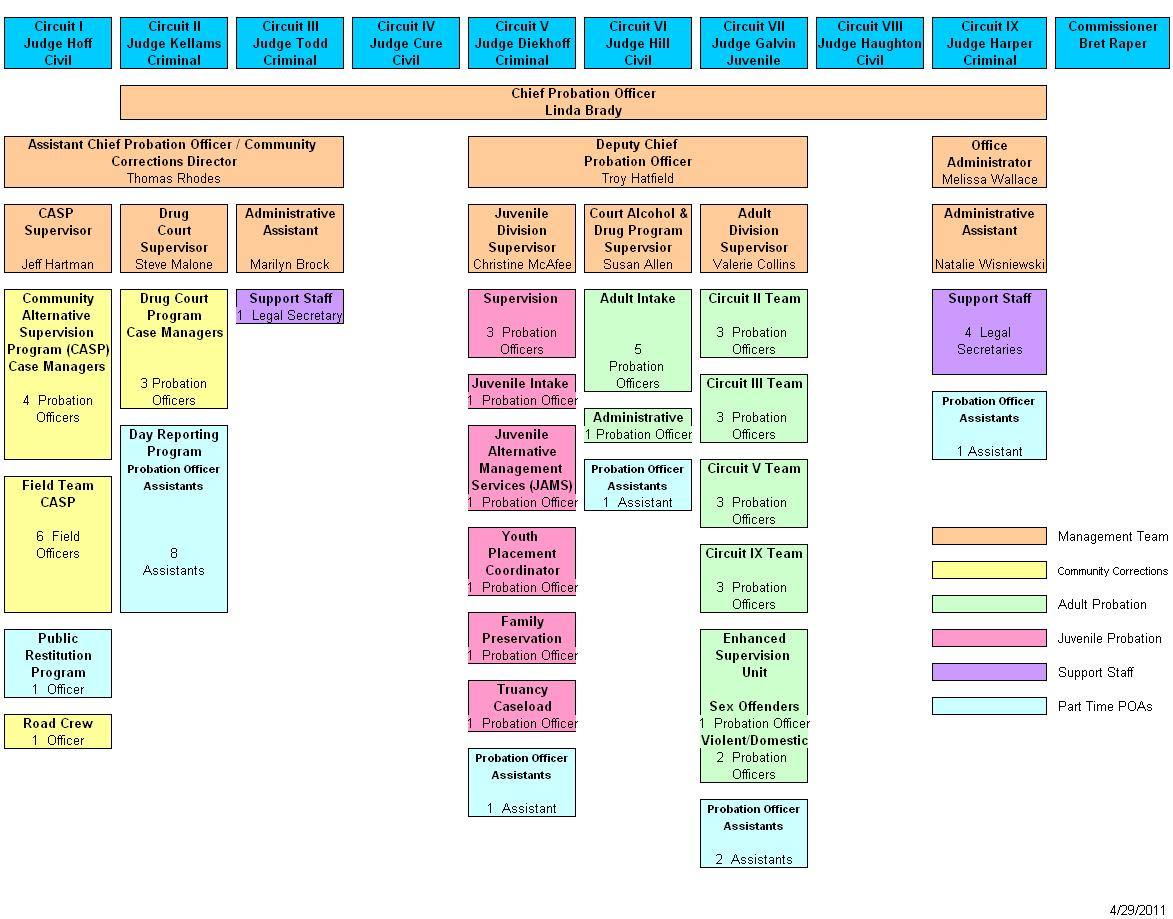 Circuit I
Judge Hoff
Civil
Circuit II
Judge Kellams
Criminal
Circuit III
Judge Todd
Criminal
Circuit IV
Judge Cure
Civil
Circuit V
Judge Diekhoff
Criminal
Circuit VI
Judge Hill
Civil
Circuit VII
Judge Galvin
Juvenile
Circuit VIII
Judge Haughton
Civil
Circuit IX
Judge Harper
Criminal
Commissioner
Bret Raper
Chief Probation Officer
Linda Brady
Assistant Chief Probation Officer / Community
Corrections Director
Thomas Rhodes
Deputy Chief
Probation Officer
Troy Hatfield
Office
Administrator
Melissa Wallace
CASP
Supervisor
Jeff Hartman
Drug
Court
Supervisor
Steve Malone
Administrative
Assistant
Marilyn Brock
Juvenile
Division
Supervisor
Christine McAfee
Court Alcohol &
Drug Program
Supervsior
Susan Allen
Adult
Division
Supervisor
Valerie Collins
Administrative
Assistant
Natalie Wisniewski
Community
Alternative
Supervision
Program (CASP)
Case Managers
4 Probation
Officers
Field Team
CASP
6 Field
Officers
Public
Restitution
Program
1 Officer
Road Crew
1 Officer
Drug Court
Program
Case Managers
3 Probation
Officers
Day Reporting
Program
Probation Officer
Assistants
8
Assistants
Support Staff
1 Legal Secretary
Supervision
3 Probation
Officers
Juvenile Intake
1 Probation Officer
Juvenile
Alternative
Management
Services (JAMS)
1 Probation Officer
Youth
Placement
Coordinator
1 Probation Officer
Family
Preservation
1 Probation Officer
Truancy
Caseload
1 Probation Officer
Probation Officer
Assistants
1 Assistant
Adult Intake
5
Probation
Officers
Administrative
1 Probation Officer
Probation Officer
Assistants
1 Assistant
Circuit II Team
3 Probation
Officers
Circuit III Team
3 Probation
Officers
Circuit V Team
3 Probation
Officers
Circuit IX Team
3 Probation
Officers
Enhanced
Supervision
Unit
Sex Offenders
1 Probation Officer
Violent/Domestic
2 Probation
Officers
Probation Officer
Assistants
2 Assistants
Support Staff
4 Legal
Secretaries
Probation Officer
Assistants
1 Assistant
Management Team
Community Corrections
Adult Probation
Juvenile Probation
Support Staff
Part Time POAs
4/29/2011